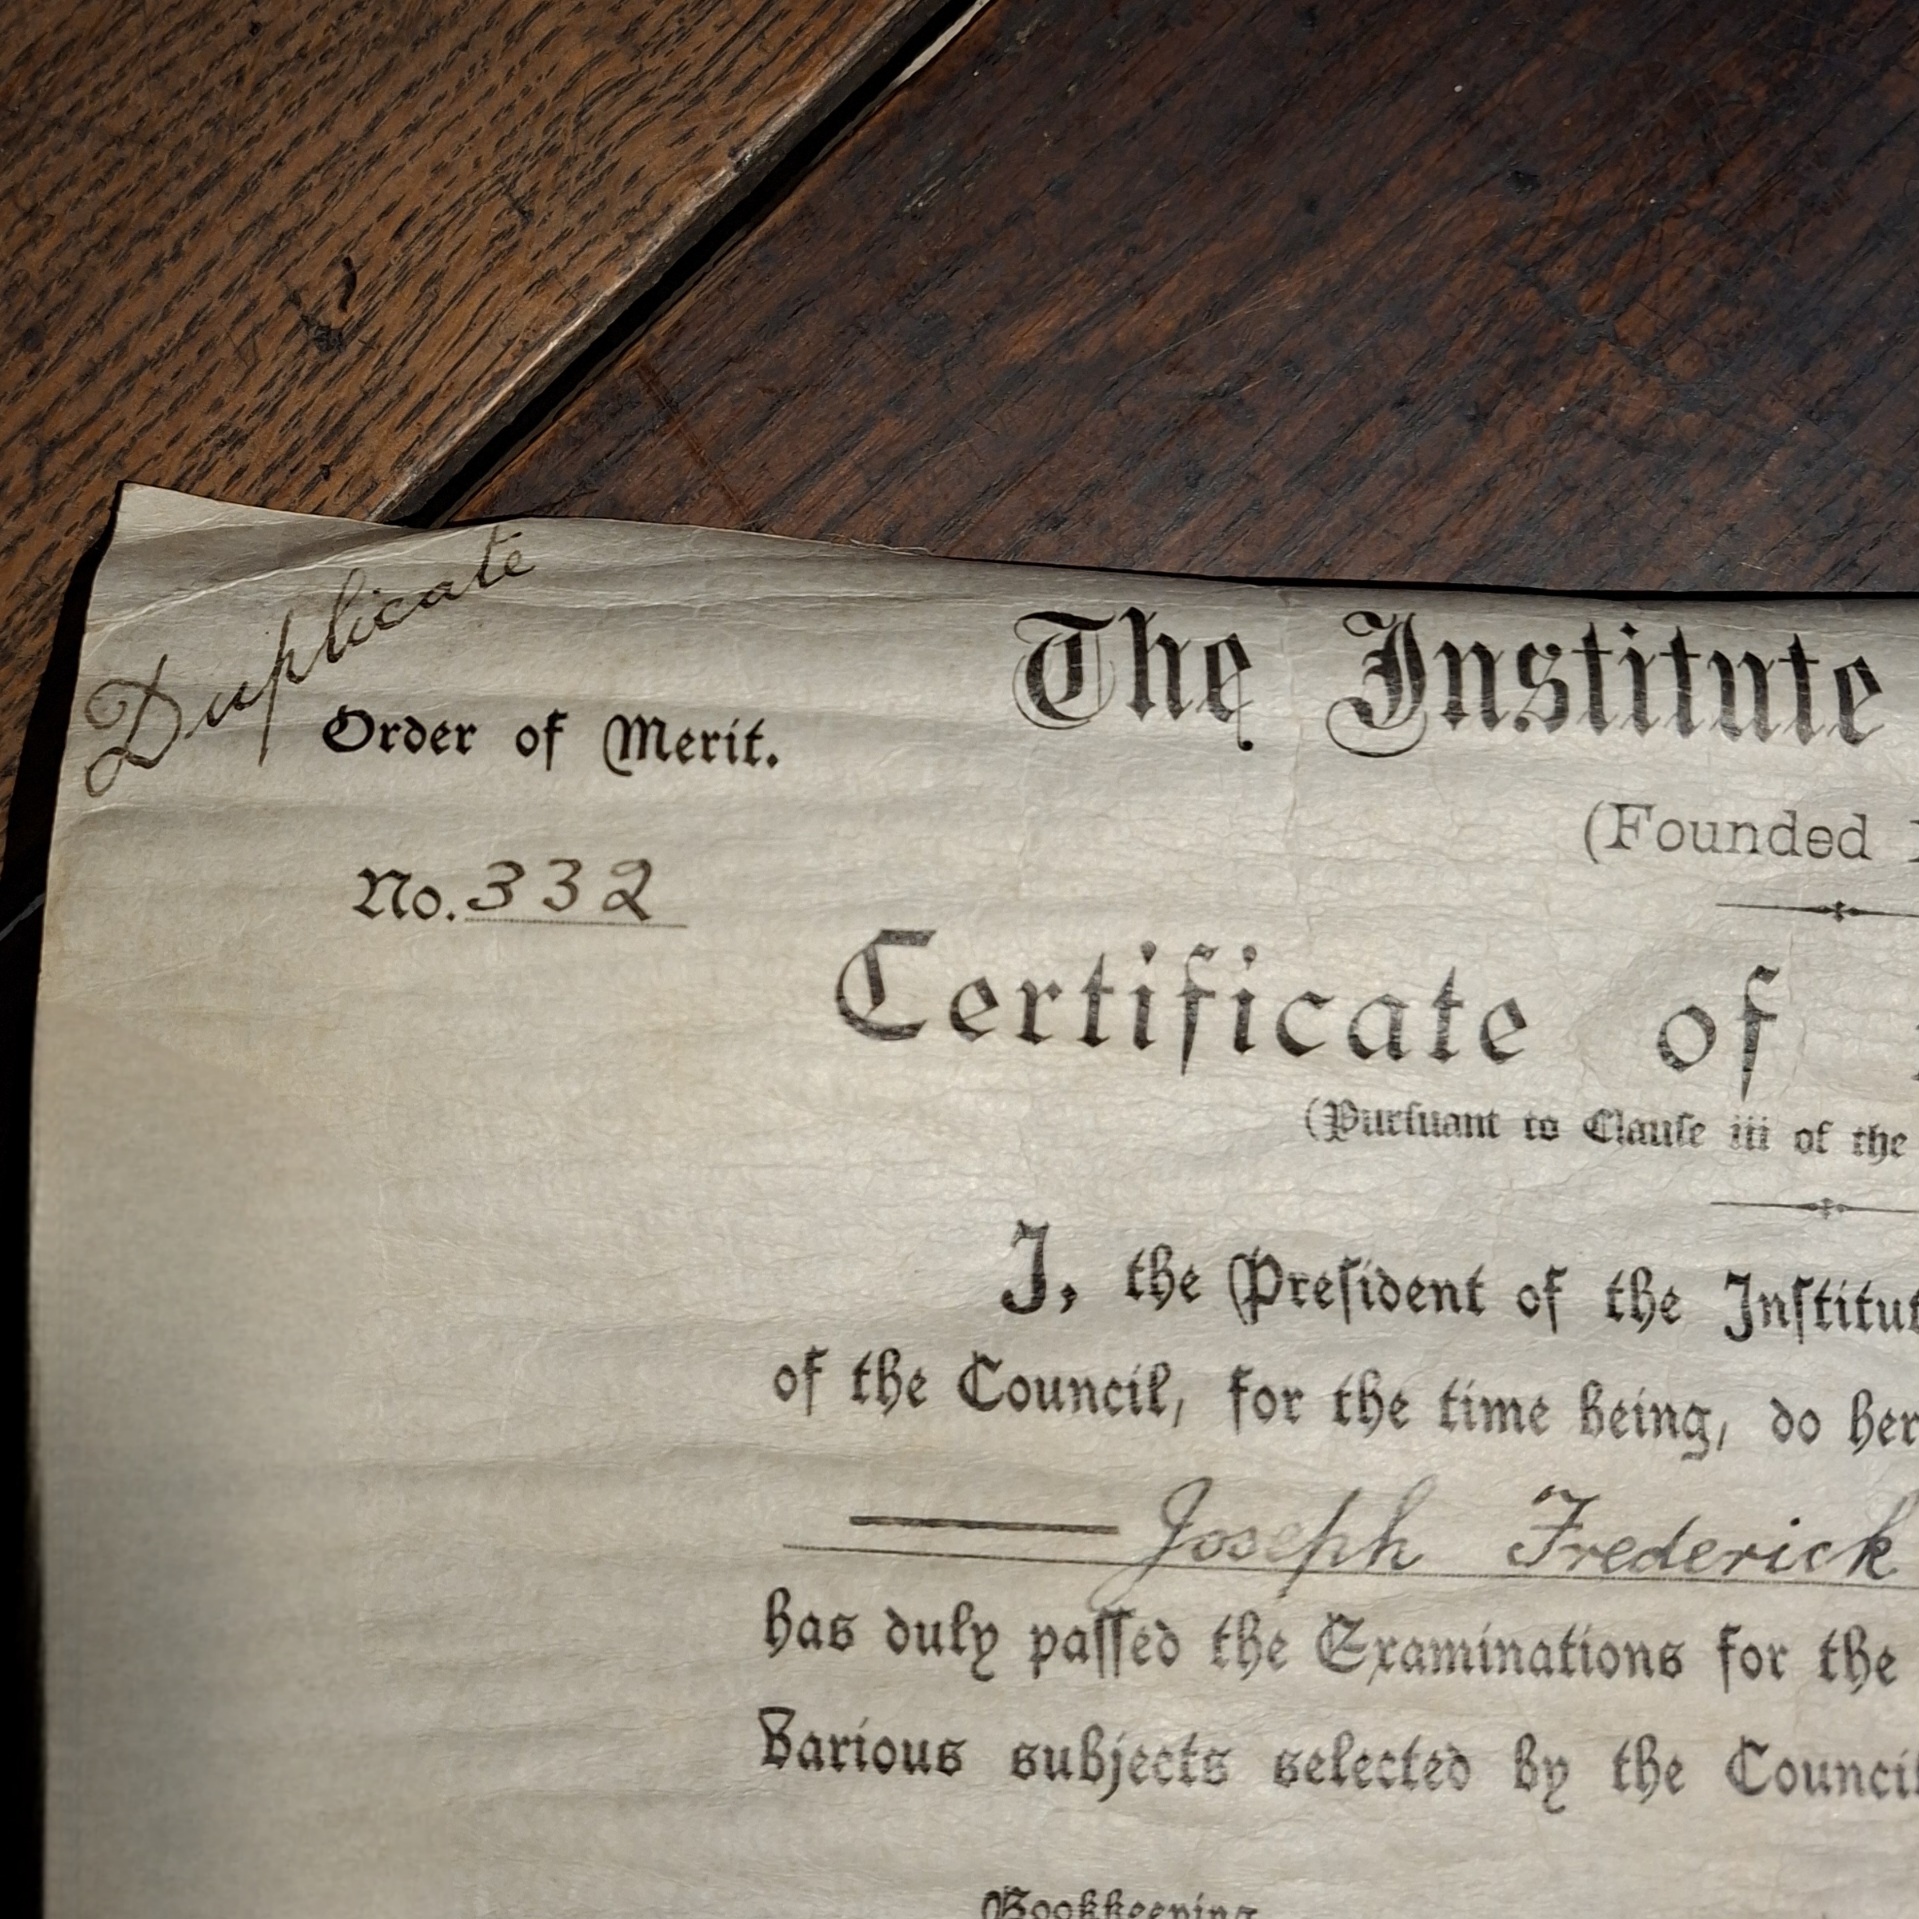 Duplicate
Order of Merit.
No. 332
The Institute
(Founded
Certificate of
(Purſuant to Clauſe iii of the
I, the Preſident of the Inſtitut
of the Council, for the time being, do her
Joseph Frederick
has duly paſſed the Examinations for the
Various subjects selected by the Council
Bookkeeping